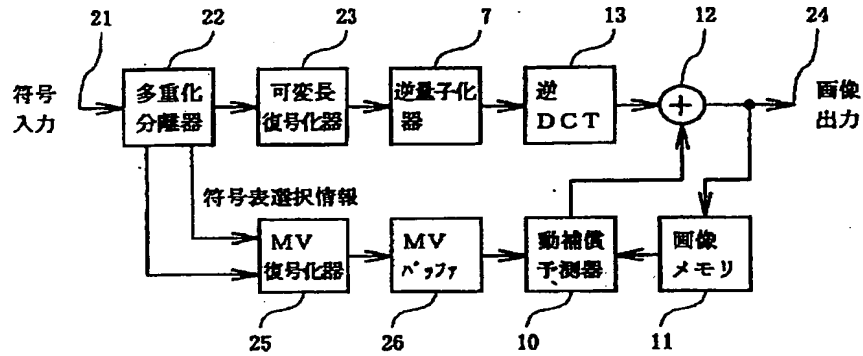 21
22
23
7
13
12
24
符号
入力
多重化
分離器
可変長
復号化器
逆量子化
器
逆
DCT
+
画像
出力
符号表選択情報
MV
復号化器
MV
バッファ
動補償
予測器
画像
メモリ
25
26
10
11